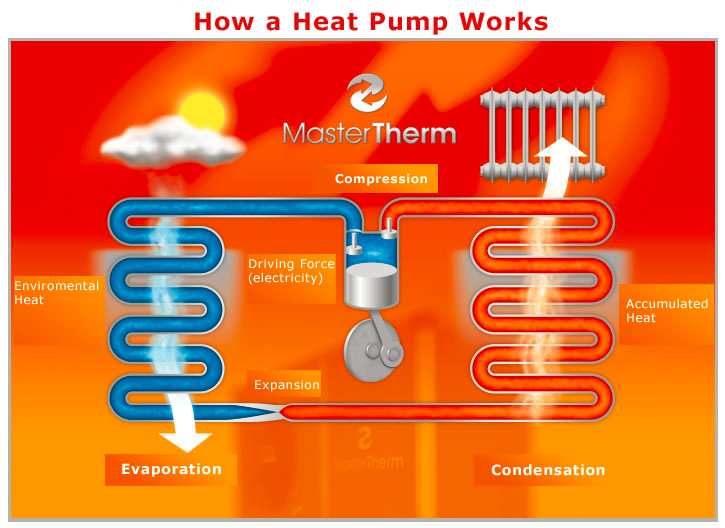 How a Heat Pump Works
MasterTherm
Compression
Driving Force
(electricity)
Enviromental
Heat
Accumulated
Heat
Expansion
MasterTherm
Evaporation
Condensation